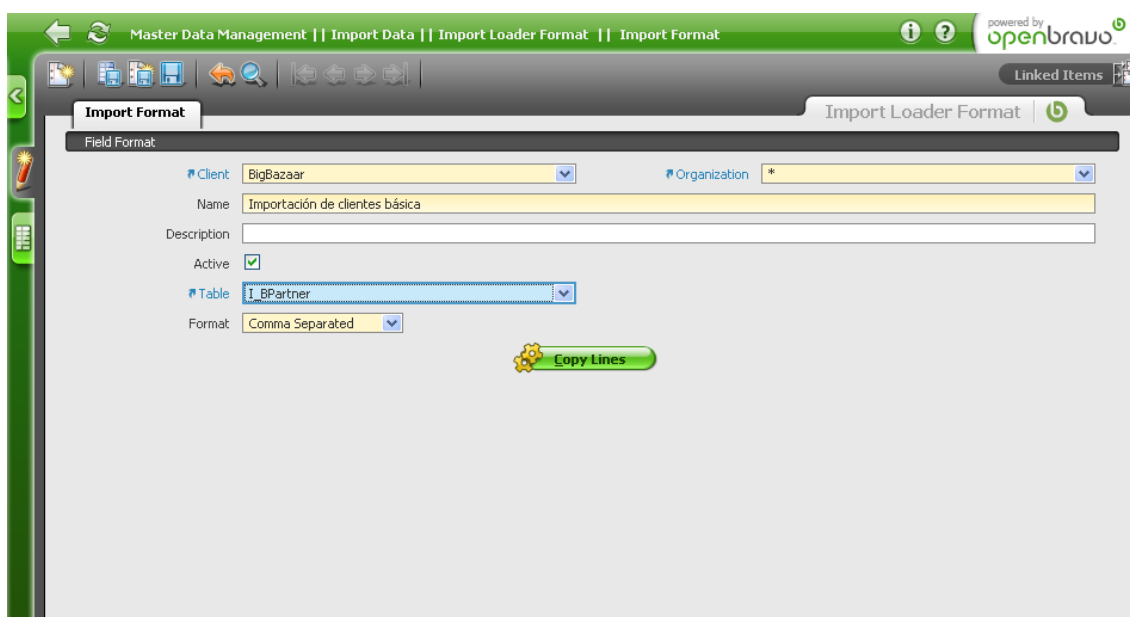 Master Data Management || Import Data || Import Loader Format || Import Format
i ?
powered by
openbravo
Linked Items
Import Format
Import Loader Format
Field Format
Client BigBazaar Organization *
Name Importación de clientes básica
Description
Active
Table I_BPartner
Format Comma Separated
Copy Lines